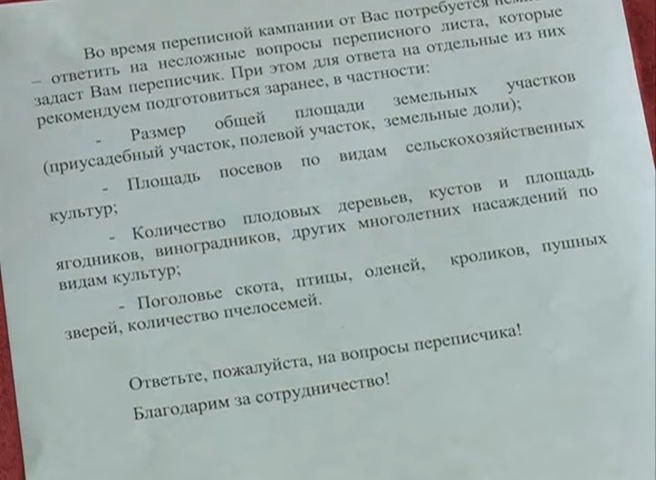 Во время переписной кампании от Вас потребуется
– ответить на несложные вопросы переписного листа, которые
задаст Вам переписчик. При этом для ответа на отдельные из них
рекомендуем подготовиться заранее, в частности:
- Размер общей площади земельных участков
(приусадебный участок, полевой участок, земельные доли);
- Площадь посевов по видам сельскохозяйственных
культур;
- Количество плодовых деревьев, кустов и площадь
ягодников, виноградников, других многолетних насаждений по
видам культур;
- Поголовье скота, птицы, оленей, кроликов, пушных
зверей, количество пчелосемей.
Ответьте, пожалуйста, на вопросы переписчика!
Благодарим за сотрудничество!